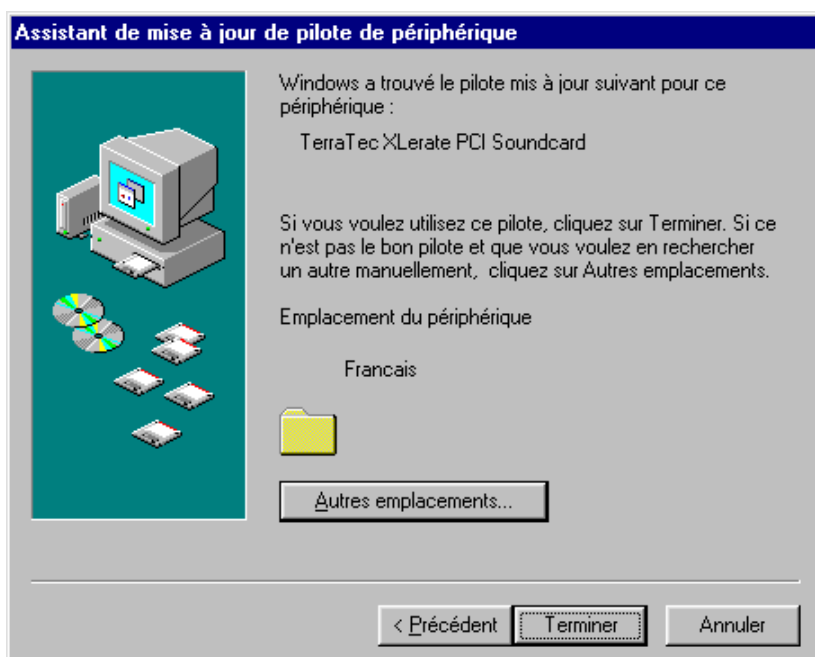 Assistant de mise à jour de pilote de périphérique
Windows a trouvé le pilote mis à jour suivant pour ce
périphérique :
TerraTec XLerate PCI Soundcard
Si vous voulez utilisez ce pilote, cliquez sur Terminer. Si ce
n'est pas le bon pilote et que vous voulez en rechercher
un autre manuellement,  cliquez sur Autres emplacements.
Emplacement du périphérique
Francais
Autres emplacements...
< Précédent
Terminer
Annuler